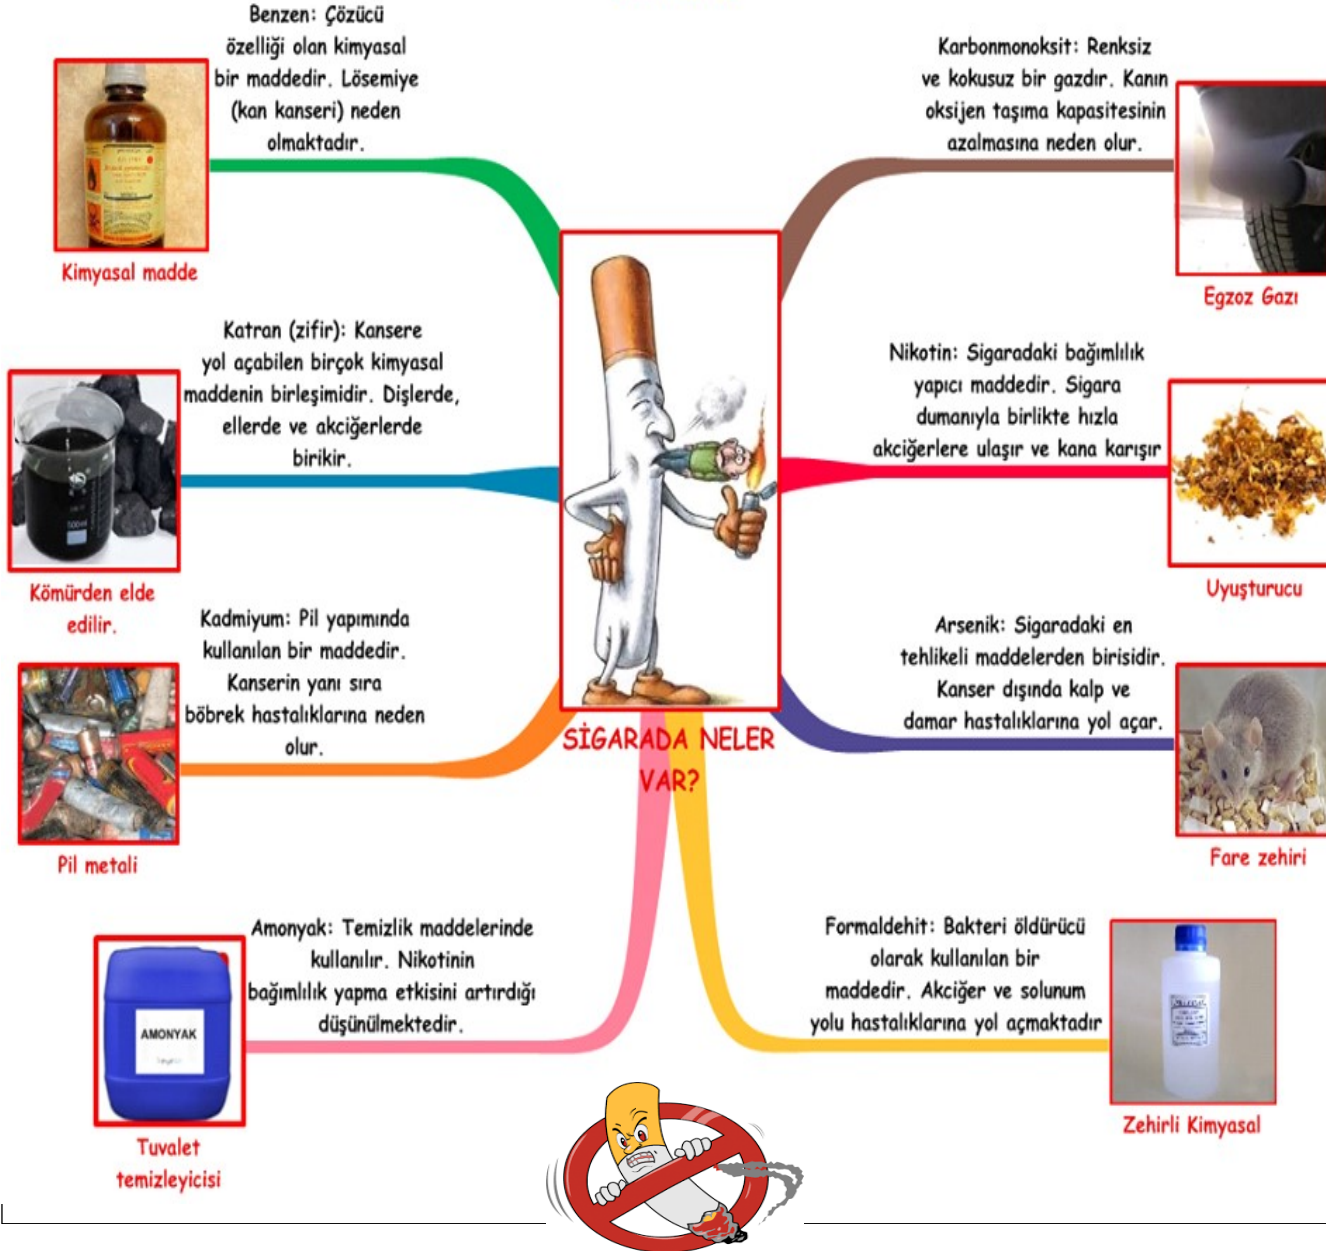 Benzen: Çözücü
özelliği olan kimyasal
bir maddedir. Lösemiye
(kan kanseri) neden
olmaktadır.
Kimyasal madde
Karbonmonoksit: Renksiz
ve kokusuz bir gazdır. Kanın
oksijen taşıma kapasitesinin
azalmasına neden olur.
Egzoz Gazı
Katran (zifir): Kansere
yol açabilen birçok kimyasal
maddenin birleşimidir. Dişlerde,
ellerde ve akciğerlerde
birikir.
Kömürden elde
edilir.
Nikotin: Sigaradaki bağımlılık
yapıcı maddedir. Sigara
dumanıyla birlikte hızla
akciğerlere ulaşır ve kana karışır
Uyuşturucu
Kadmiyum: Pil yapımında
kullanılan bir maddedir.
Kanserin yanı sıra
böbrek hastalıklarına neden
olur.
Pil metali
Arsenik: Sigaradaki en
tehlikeli maddelerden birisidir.
Kanser dışında kalp ve
damar hastalıklarına yol açar.
Fare zehiri
SİGARADA NELER
VAR?
Amonyak: Temizlik maddelerinde
kullanılır. Nikotinin
bağımlılık yapma etkisini artırdığı
düşünülmektedir.
AMONYAK
Tuvalet
temizleyicisi
Formaldehit: Bakteri öldürücü
olarak kullanılan bir
maddedir. Akciğer ve solunum
yolu hastalıklarına yol açmaktadır
Zehirli Kimyasal